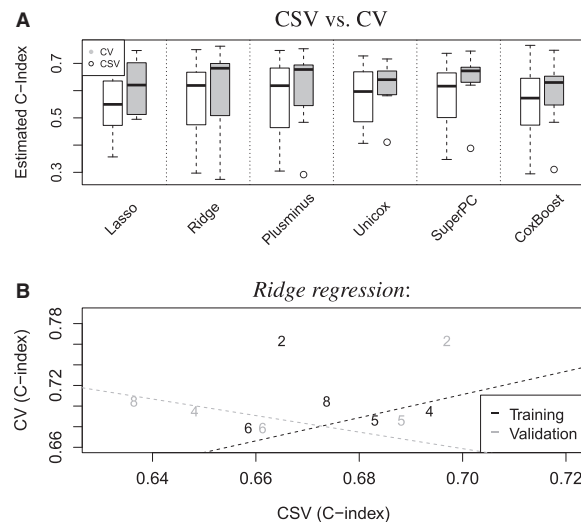 A
CSV vs. CV
Estimated C−Index
0.7
0.5
0.3
CV
CSV
Lasso
Ridge
Plusminus
Unicox
SuperPC
CoxBoost
B
Ridge regression:
CV (C−index)
0.78
0.72
0.66
2
2
8
4
8
4
5
5
6
6
Training
Validation
0.64
0.66
0.68
0.70
0.72
CSV (C−index)